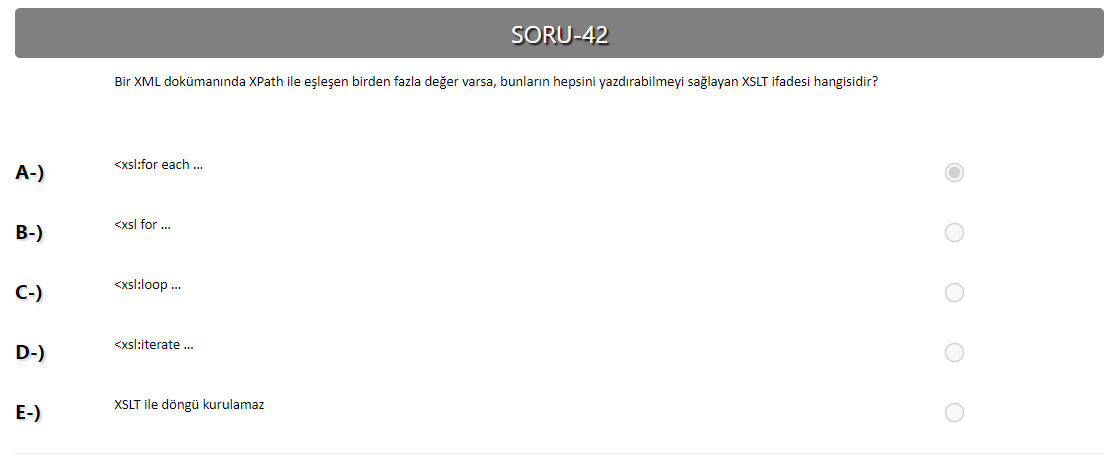 SORU-42
Bir XML dokümanında XPath ile eşleşen birden fazla değer varsa, bunların hepsini yazdırabilmeyi sağlayan XSLT ifadesi hangisidir?
A-) <xsl:for each ...
B-) <xsl for ...
C-) <xsl:loop ...
D-) <xsl:iterate ...
E-) XSLT ile döngü kurulamaz